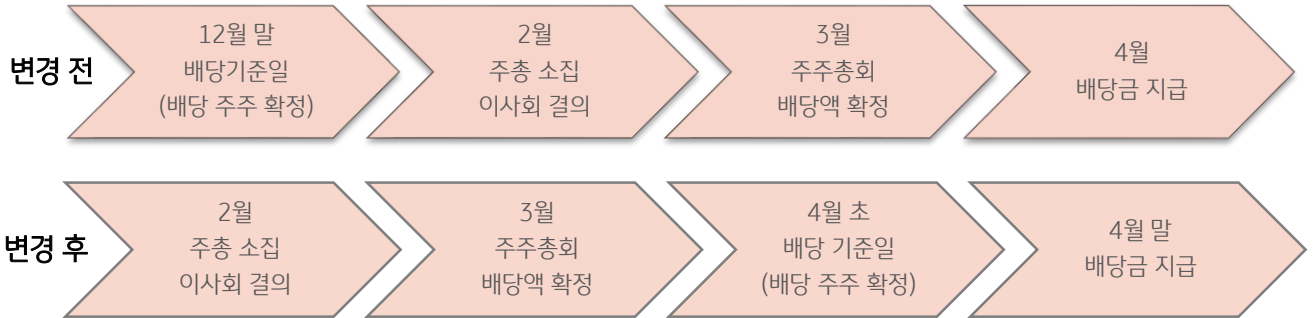 변경 전
12월 말
배당기준일
(배당 주주 확정)
2월
주총 소집
이사회 결의
3월
주주총회
배당액 확정
4월
배당금 지급
변경 후
2월
주총 소집
이사회 결의
3월
주주총회
배당액 확정
4월 초
배당 기준일
(배당 주주 확정)
4월 말
배당금 지급